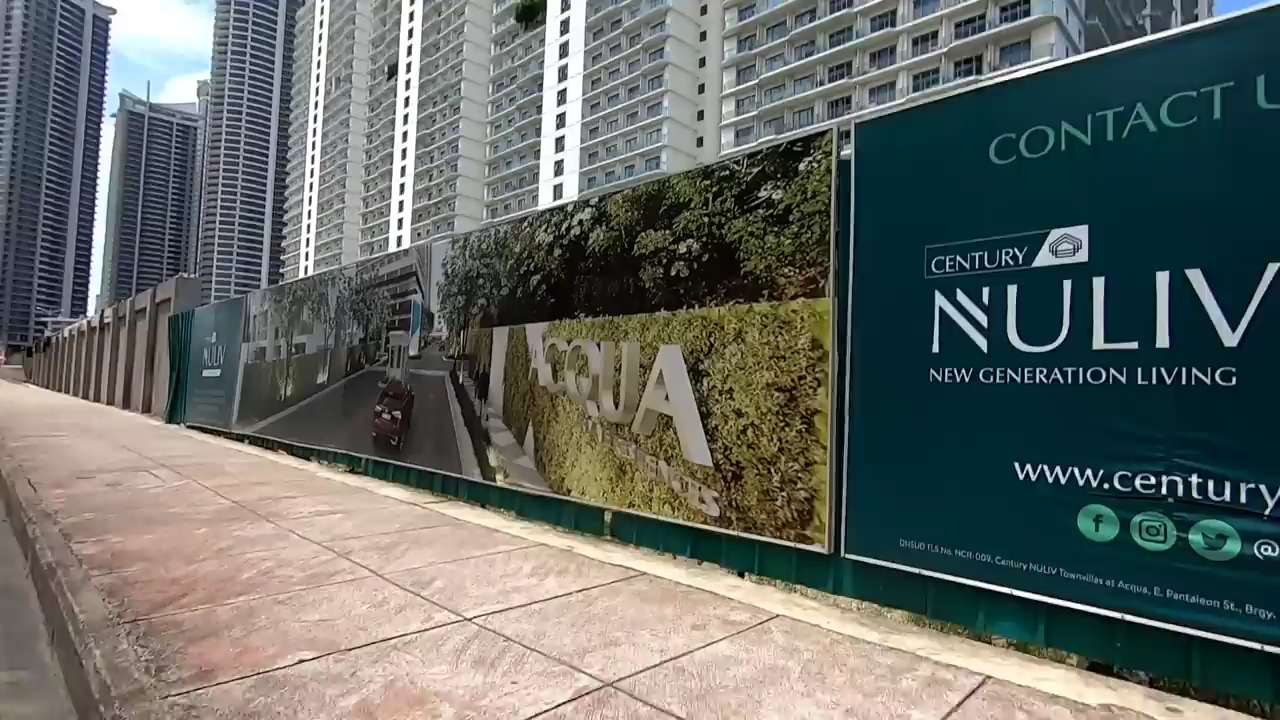 NULIV
ACQUA
RESIDENCES
CONTACT U
CENTURY
NULIV
NEW GENERATION LIVING
www.century
@
DHSUD TLS No. NCR-009, Century NULIV Townvillas at Acqua, E. Pantaleon St., Brgy.